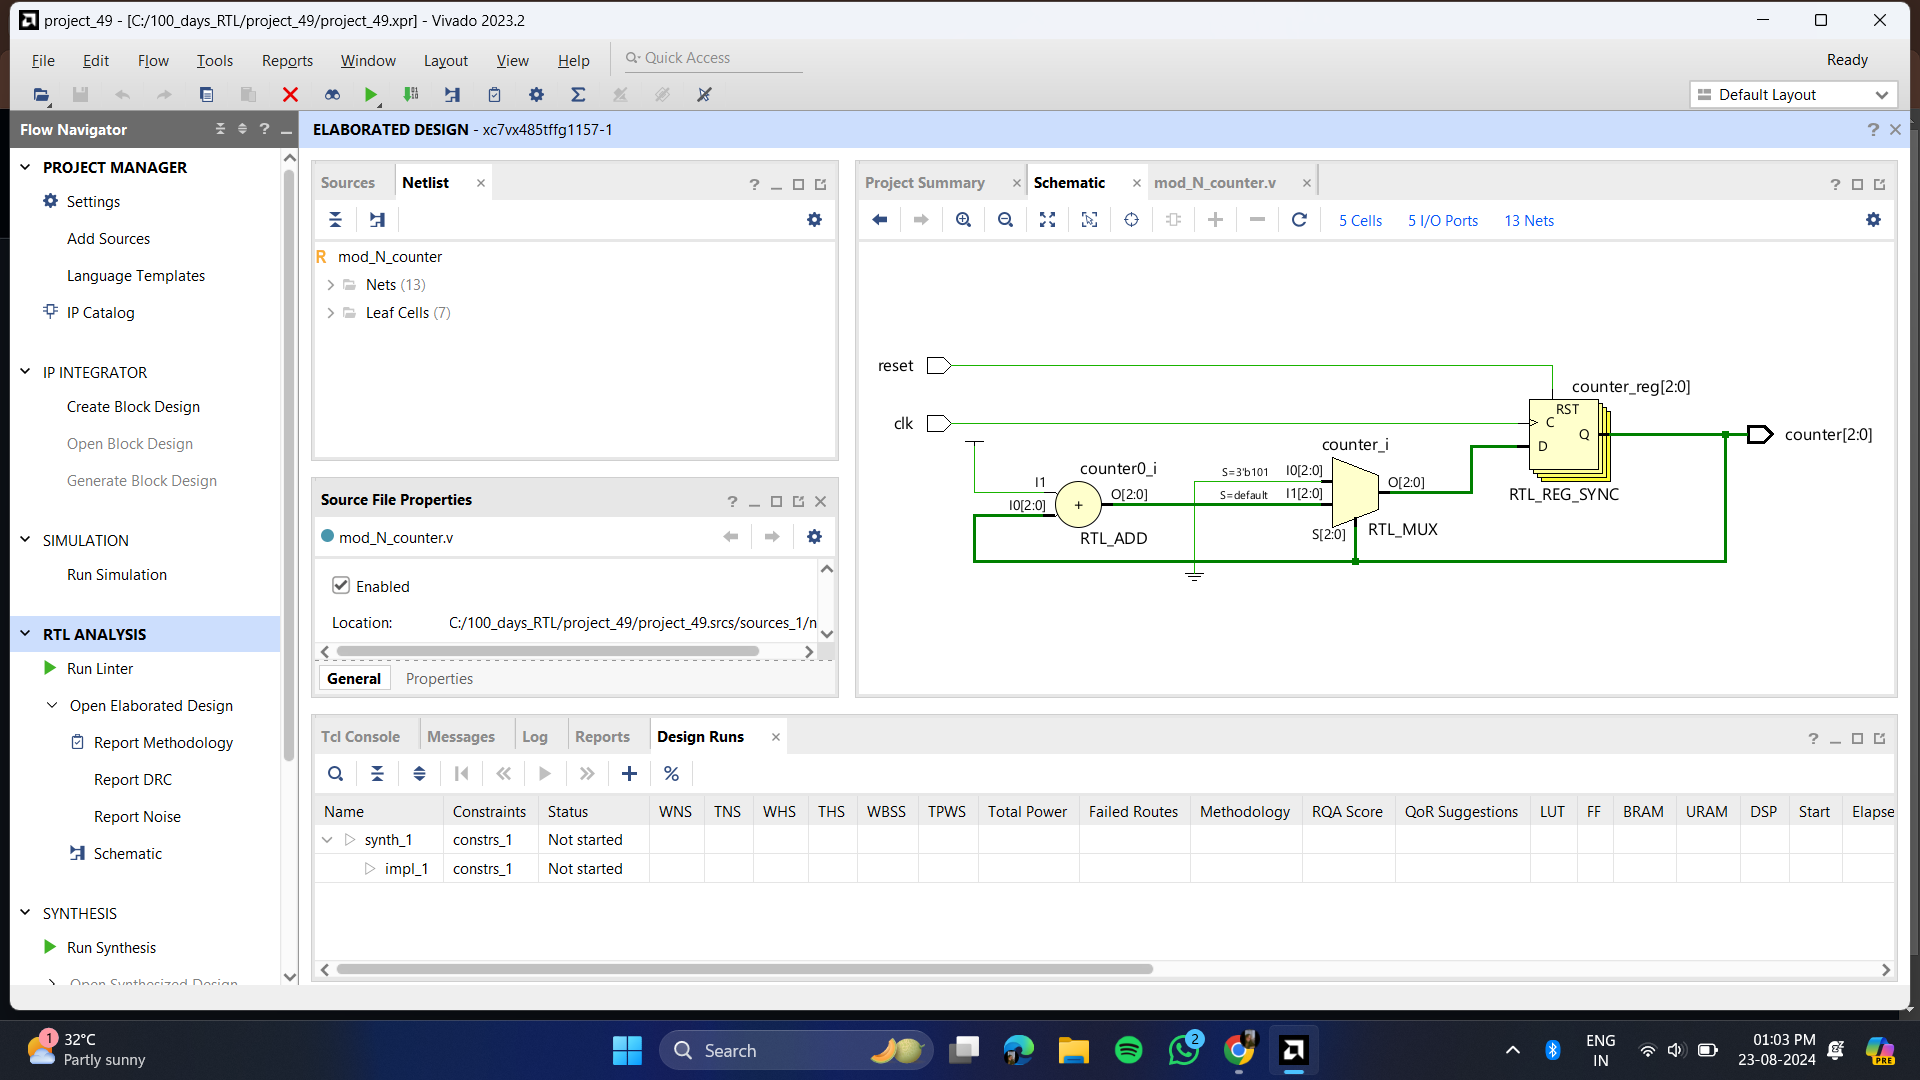 project_49 - [C:/100_days_RTL/project_49/project_49.xpr] - Vivado 2023.2
File Edit Flow Tools Reports Window Layout View Help Quick Access Ready
Default Layout
Flow Navigator
ELABORATED DESIGN - xc7vx485tffg1157-1
PROJECT MANAGER
Settings
Add Sources
Language Templates
IP Catalog
IP INTEGRATOR
Create Block Design
Open Block Design
Generate Block Design
SIMULATION
Run Simulation
RTL ANALYSIS
Run Linter
Open Elaborated Design
Report Methodology
Report DRC
Report Noise
Schematic
SYNTHESIS
Run Synthesis
Open Synthesized Design
Sources Netlist
R mod_N_counter
Nets (13)
Leaf Cells (7)
Source File Properties
mod_N_counter.v
Enabled
Location: C:/100_days_RTL/project_49/project_49.srcs/sources_1/n
General Properties
Project Summary Schematic mod_N_counter.v
5 Cells 5 I/O Ports 13 Nets
reset
counter_reg[2:0]
RST
clk
C
Q
D
counter[2:0]
RTL_REG_SYNC
counter_i
S=3'b101 I0[2:0]
S=default I1[2:0]
O[2:0]
S[2:0]
RTL_MUX
counter0_i
I1
I0[2:0]
+
O[2:0]
RTL_ADD
Tcl Console Messages Log Reports Design Runs
Name Constraints Status WNS TNS WHS THS WBSS TPWS Total Power Failed Routes Methodology RQA Score QoR Suggestions LUT FF BRAM URAM DSP Start Elapse
synth_1 constrs_1 Not started
impl_1 constrs_1 Not started
1
32°C
Partly sunny
Search
2
ENG
IN
01:03 PM
23-08-2024
PRE